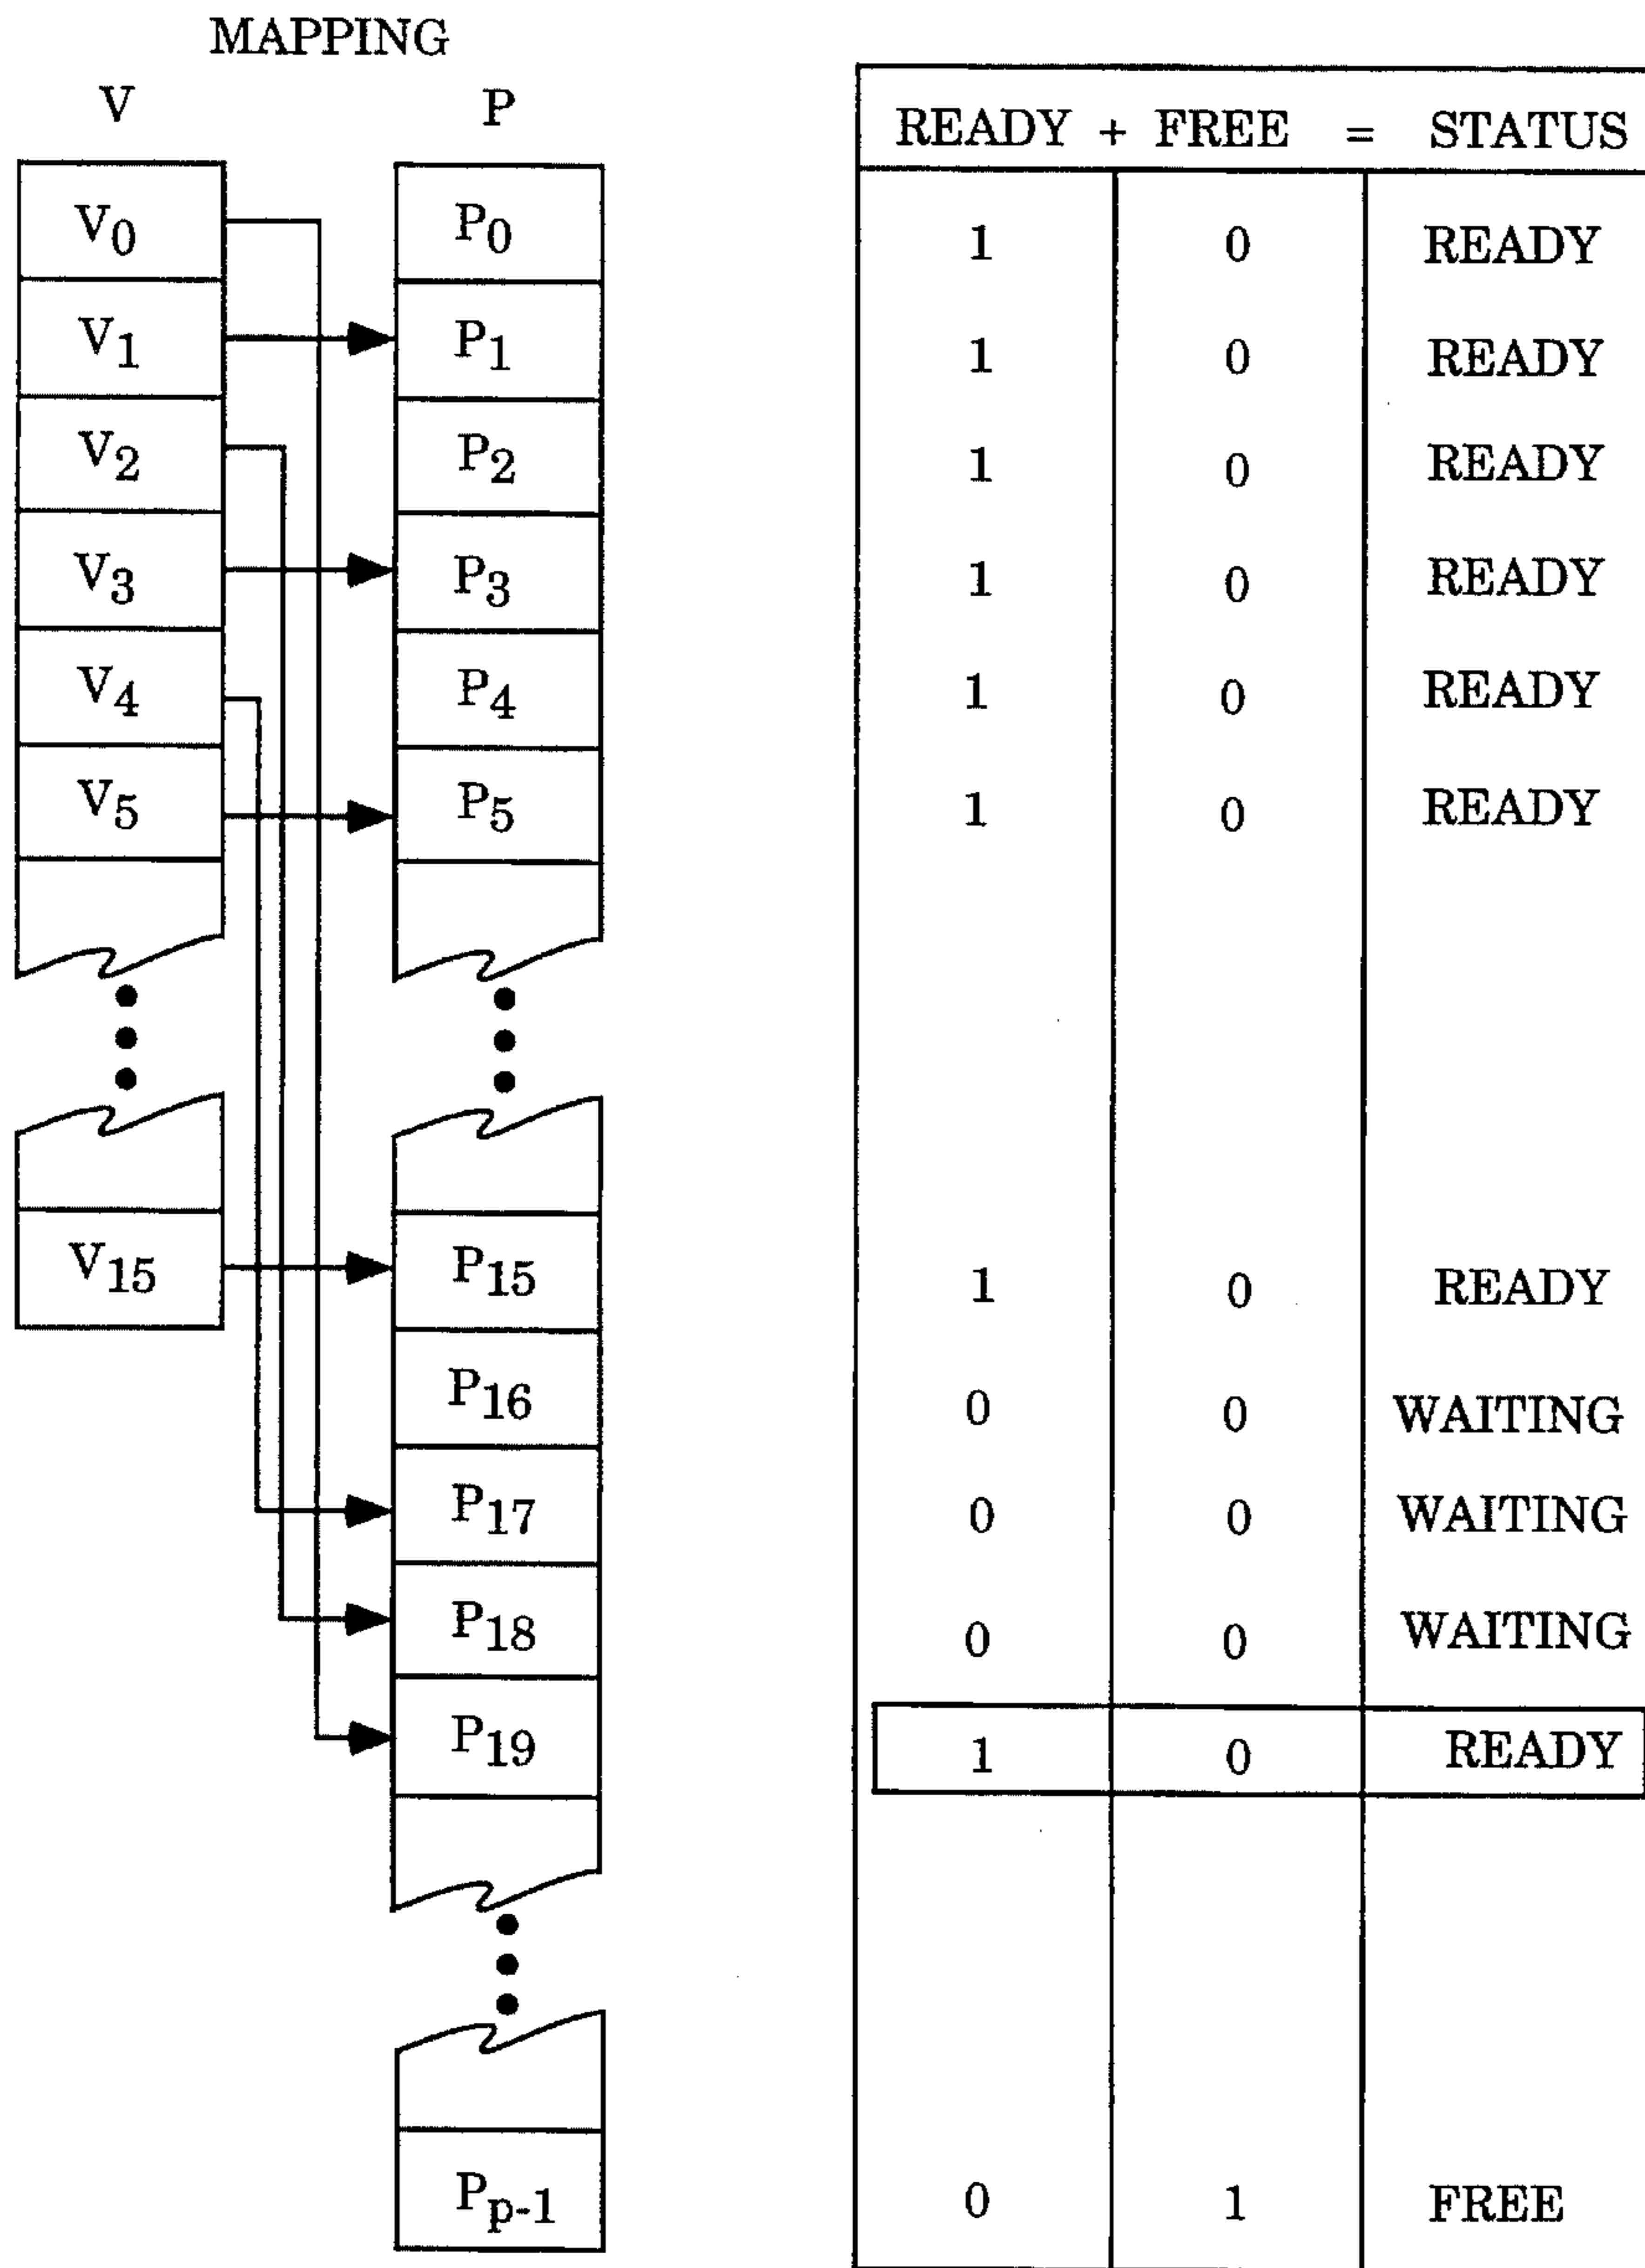 MAPPING
V P
READY + FREE = STATUS
V0 P0 1 0 READY
V1 P1 1 0 READY
V2 P2 1 0 READY
V3 P3 1 0 READY
V4 P4 1 0 READY
V5 P5 1 0 READY
V15 P15 1 0 READY
P16 0 0 WAITING
P17 0 0 WAITING
P18 0 0 WAITING
P19 1 0 READY
Pp-1 0 1 FREE